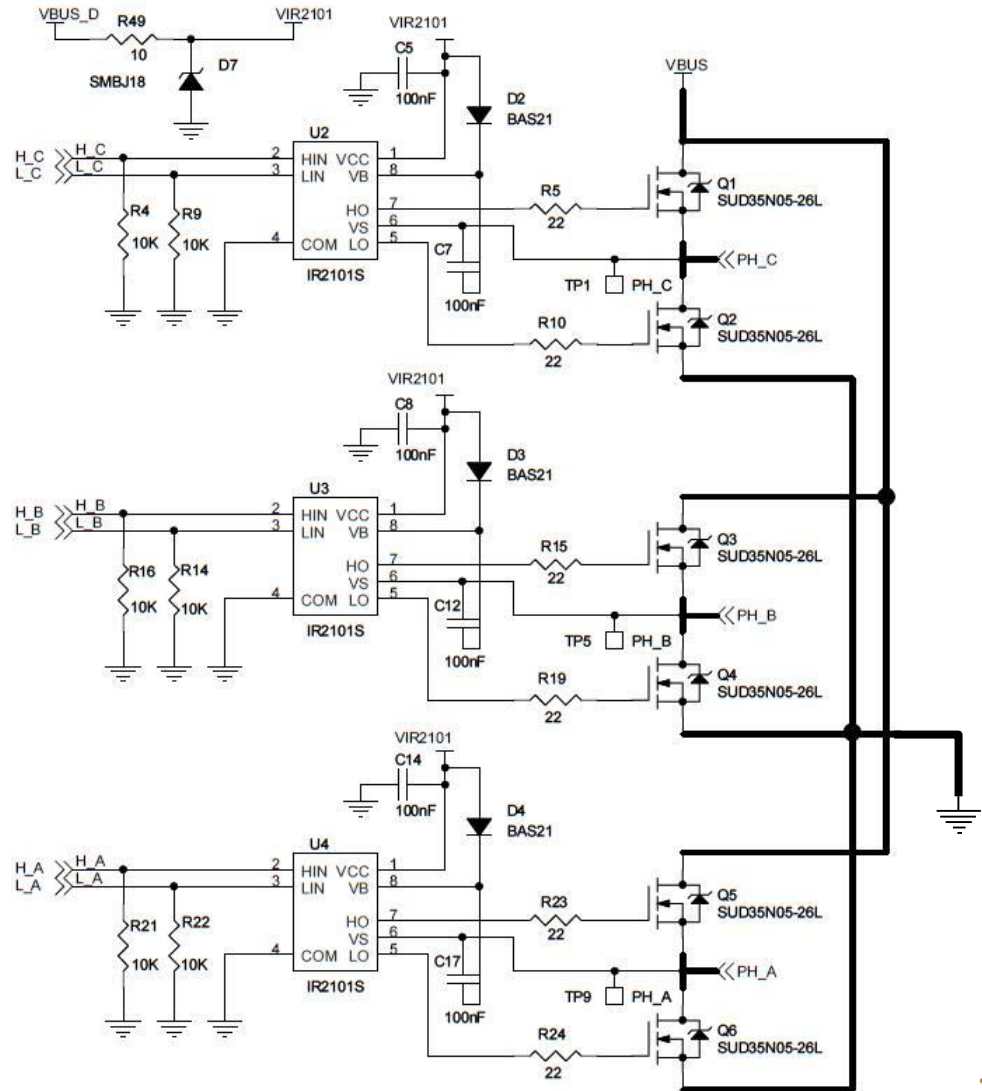 VBUS_D R49 VIR2101
10 D7
SMBJ18
VIR2101
C5
100nF
D2
BAS21
VBUS
U2
H_C H_C 2 HIN VCC 1
L_C L_C 3 LIN VB 8
HO 7
VS 6
4 COM LO 5
IR2101S
R4
10K
R9
10K
C7
100nF
R5
22
Q1
SUD35N05-26L
TP1 PH_C
PH_C
R10
22
Q2
SUD35N05-26L
VIR2101
C8
100nF
D3
BAS21
U3
H_B H_B 2 HIN VCC 1
L_B L_B 3 LIN VB 8
HO 7
VS 6
4 COM LO 5
IR2101S
R16
10K
R14
10K
C12
100nF
R15
22
Q3
SUD35N05-26L
TP5 PH_B
PH_B
R19
22
Q4
SUD35N05-26L
VIR2101
C14
100nF
D4
BAS21
U4
H_A H_A 2 HIN VCC 1
L_A L_A 3 LIN VB 8
HO 7
VS 6
4 COM LO 5
IR2101S
R21
10K
R22
10K
C17
100nF
R23
22
Q5
SUD35N05-26L
TP9 PH_A
PH_A
R24
22
Q6
SUD35N05-26L